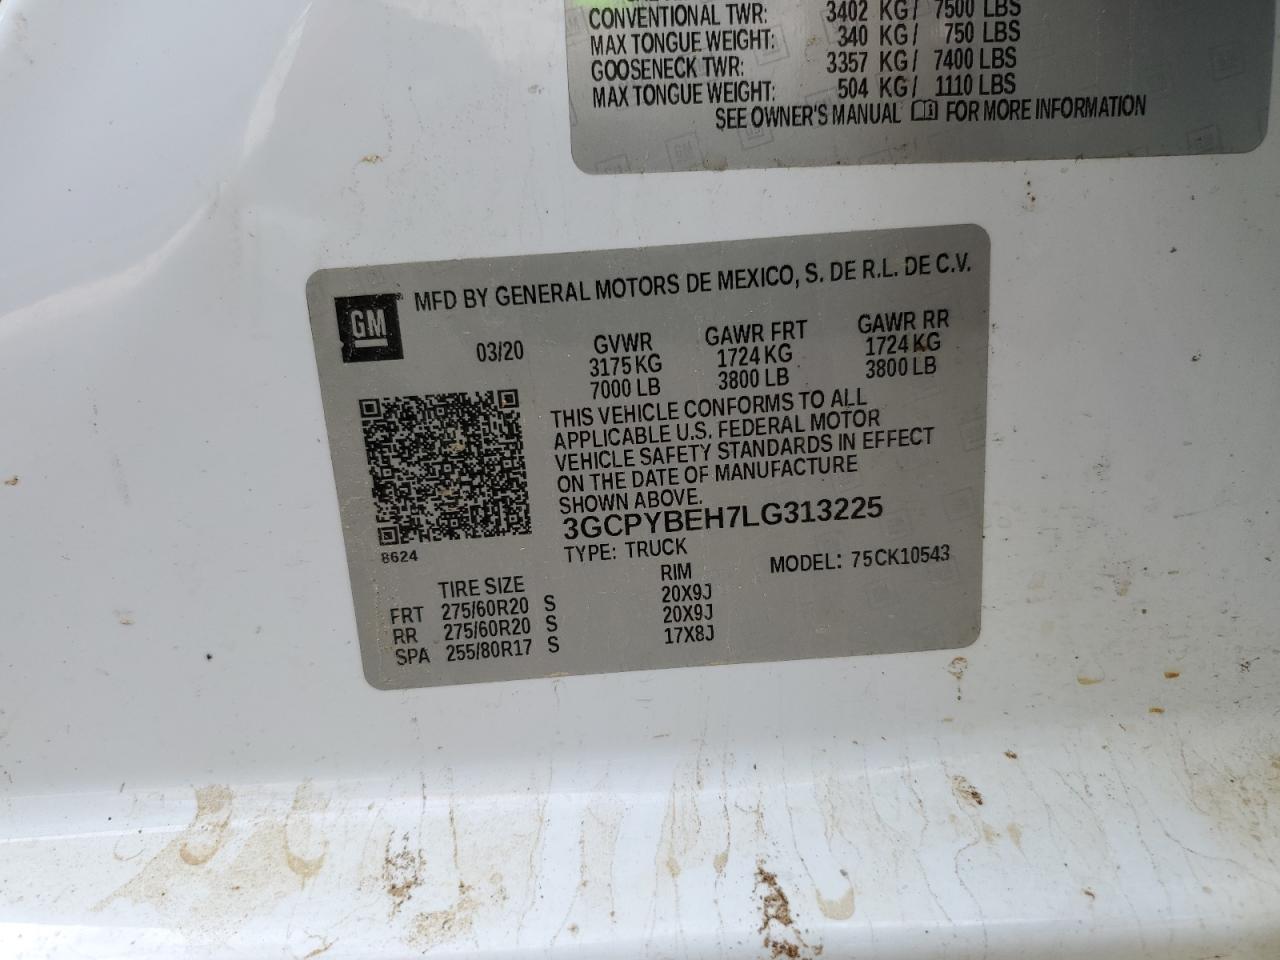 CONVENTIONAL TWR: 3402 KG/ 7500 LBS
MAX TONGUE WEIGHT: 340 KG/ 750 LBS
GOOSENECK TWR: 3357 KG/ 7400 LBS
MAX TONGUE WEIGHT: 504 KG/ 1110 LBS
SEE OWNER'S MANUAL FOR MORE INFORMATION
GM
MFD BY GENERAL MOTORS DE MEXICO, S. DE R.L. DE C.V.
03/20
GVWR GAWR FRT GAWR RR
3175 KG 1724 KG 1724 KG
7000 LB 3800 LB 3800 LB
THIS VEHICLE CONFORMS TO ALL
APPLICABLE U.S. FEDERAL MOTOR
VEHICLE SAFETY STANDARDS IN EFFECT
ON THE DATE OF MANUFACTURE
SHOWN ABOVE.
3GCPYBEH7LG313225
8624
TYPE: TRUCK MODEL: 75CK10543
TIRE SIZE RIM
FRT 275/60R20 S 20X9J
RR 275/60R20 S 20X9J
SPA 255/80R17 S 17X8J